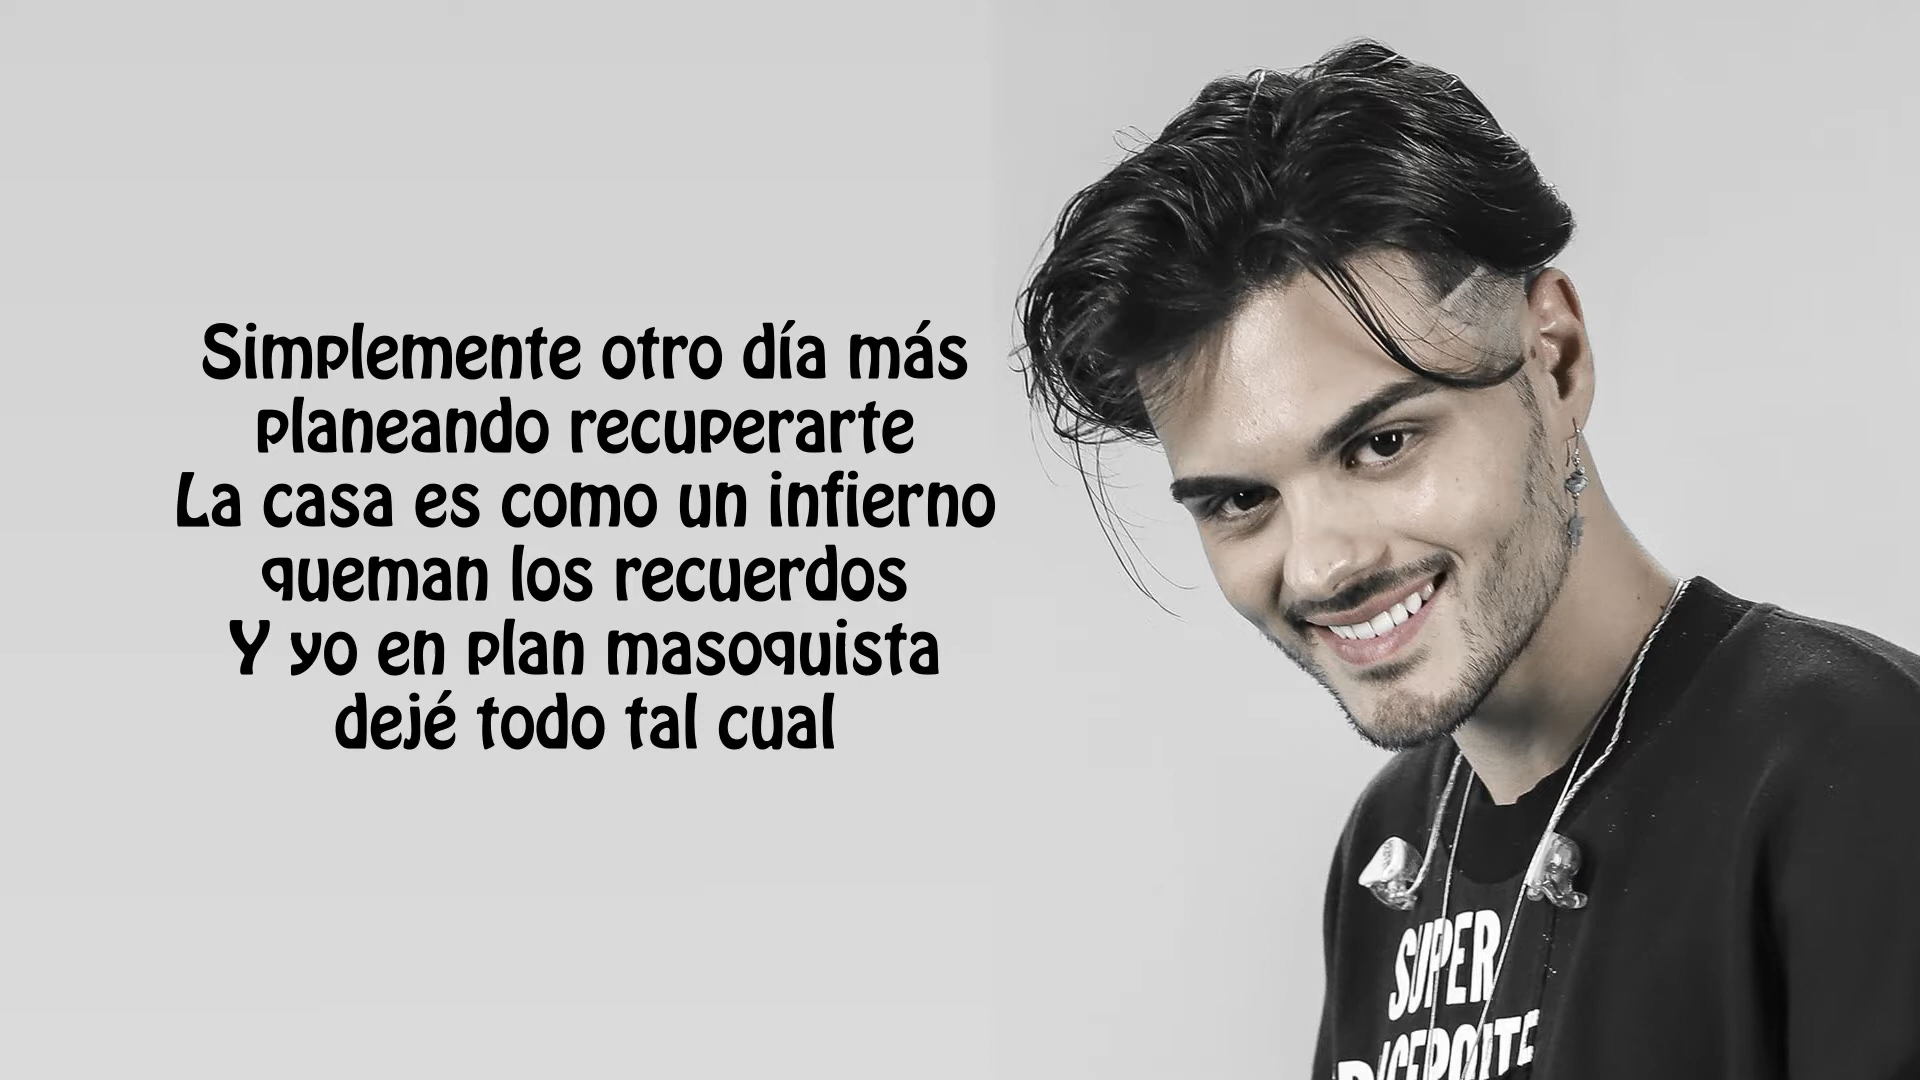 Simplemente otro día más
planeando recuperarte
La casa es como un infierno
queman los recuerdos
Y yo en plan masoquista
dejé todo tal cual
SUPER